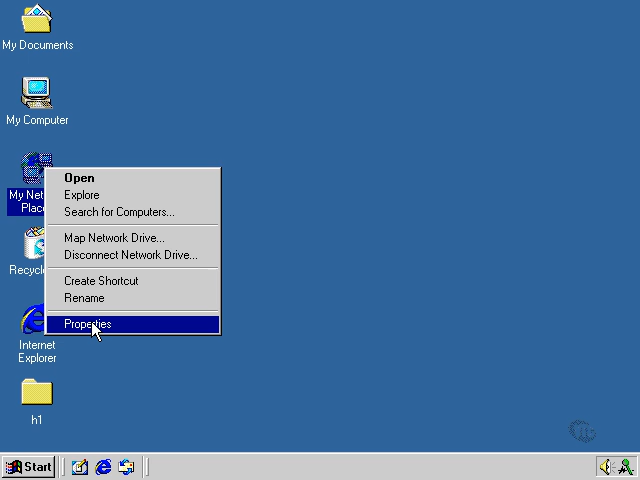 My Documents
My Computer
My Net
Place
Recycle
Internet
Explorer
h1
Open
Explore
Search for Computers...
Map Network Drive...
Disconnect Network Drive...
Create Shortcut
Rename
Properties
Start